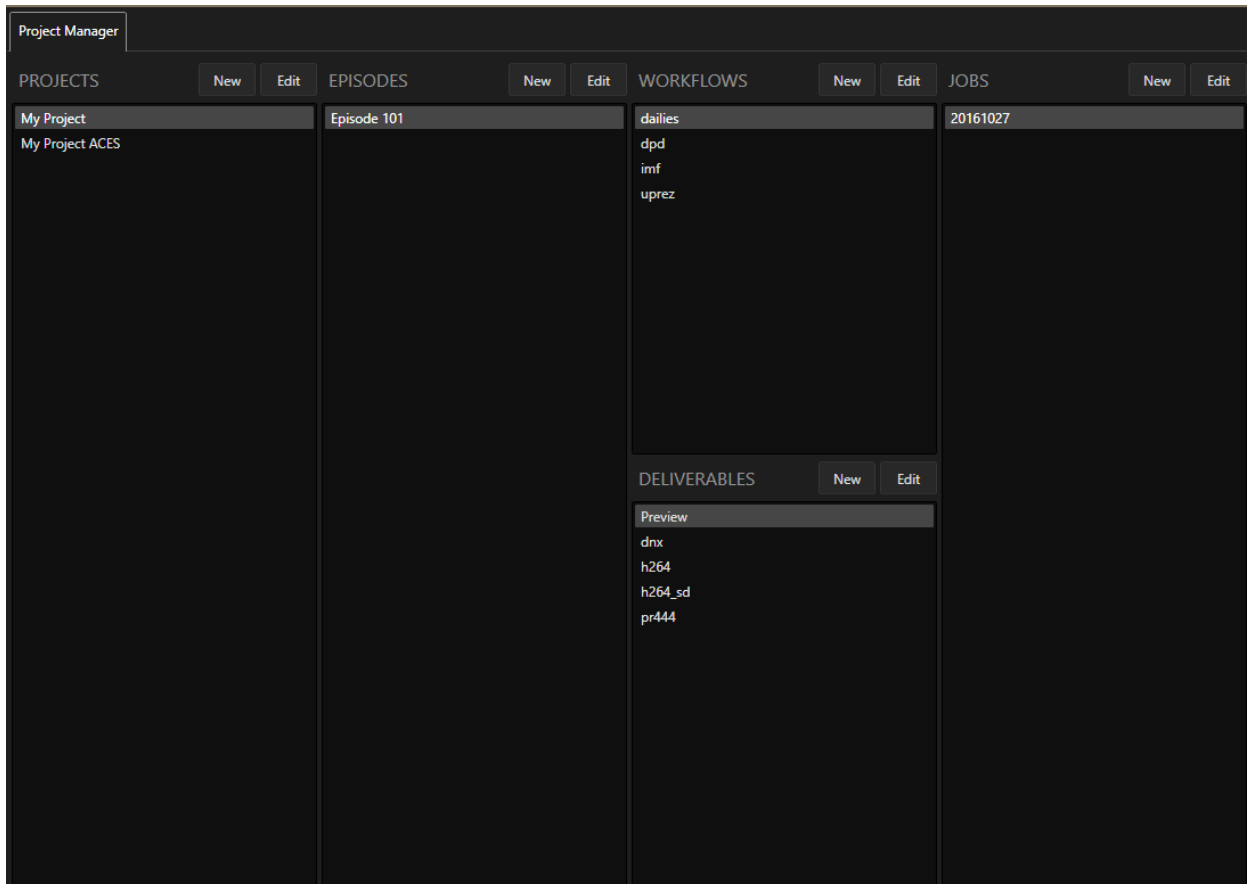 Project Manager
PROJECTS New Edit
My Project
My Project ACES
EPISODES New Edit
Episode 101
WORKFLOWS New Edit
dailies
dpd
imf
uprez
DELIVERABLES New Edit
Preview
dnx
h264
h264_sd
pr444
JOBS New Edit
20161027